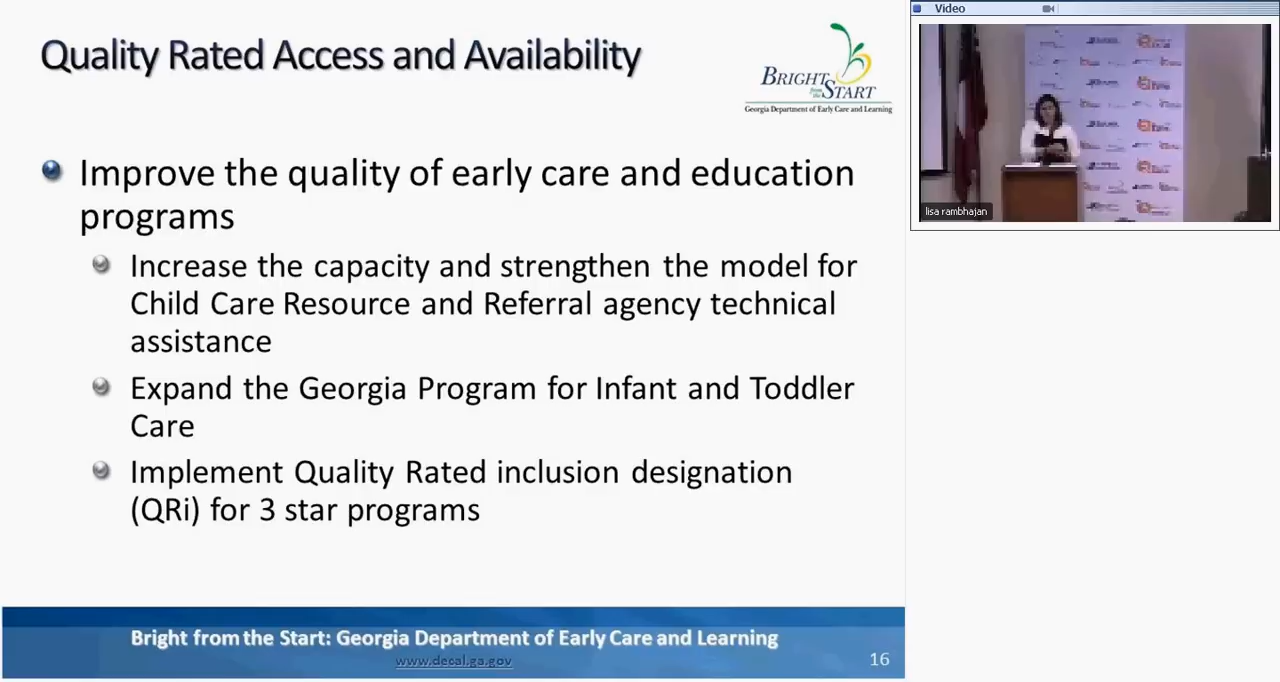 Quality Rated Access and Availability
BRIGHT
from the
START
Georgia Department of Early Care and Learning
Improve the quality of early care and education
programs
Increase the capacity and strengthen the model for
Child Care Resource and Referral agency technical
assistance
Expand the Georgia Program for Infant and Toddler
Care
Implement Quality Rated inclusion designation
(QRi) for 3 star programs
Bright from the Start: Georgia Department of Early Care and Learning
www.decal.ga.gov
16
Video
lisa rambhajan